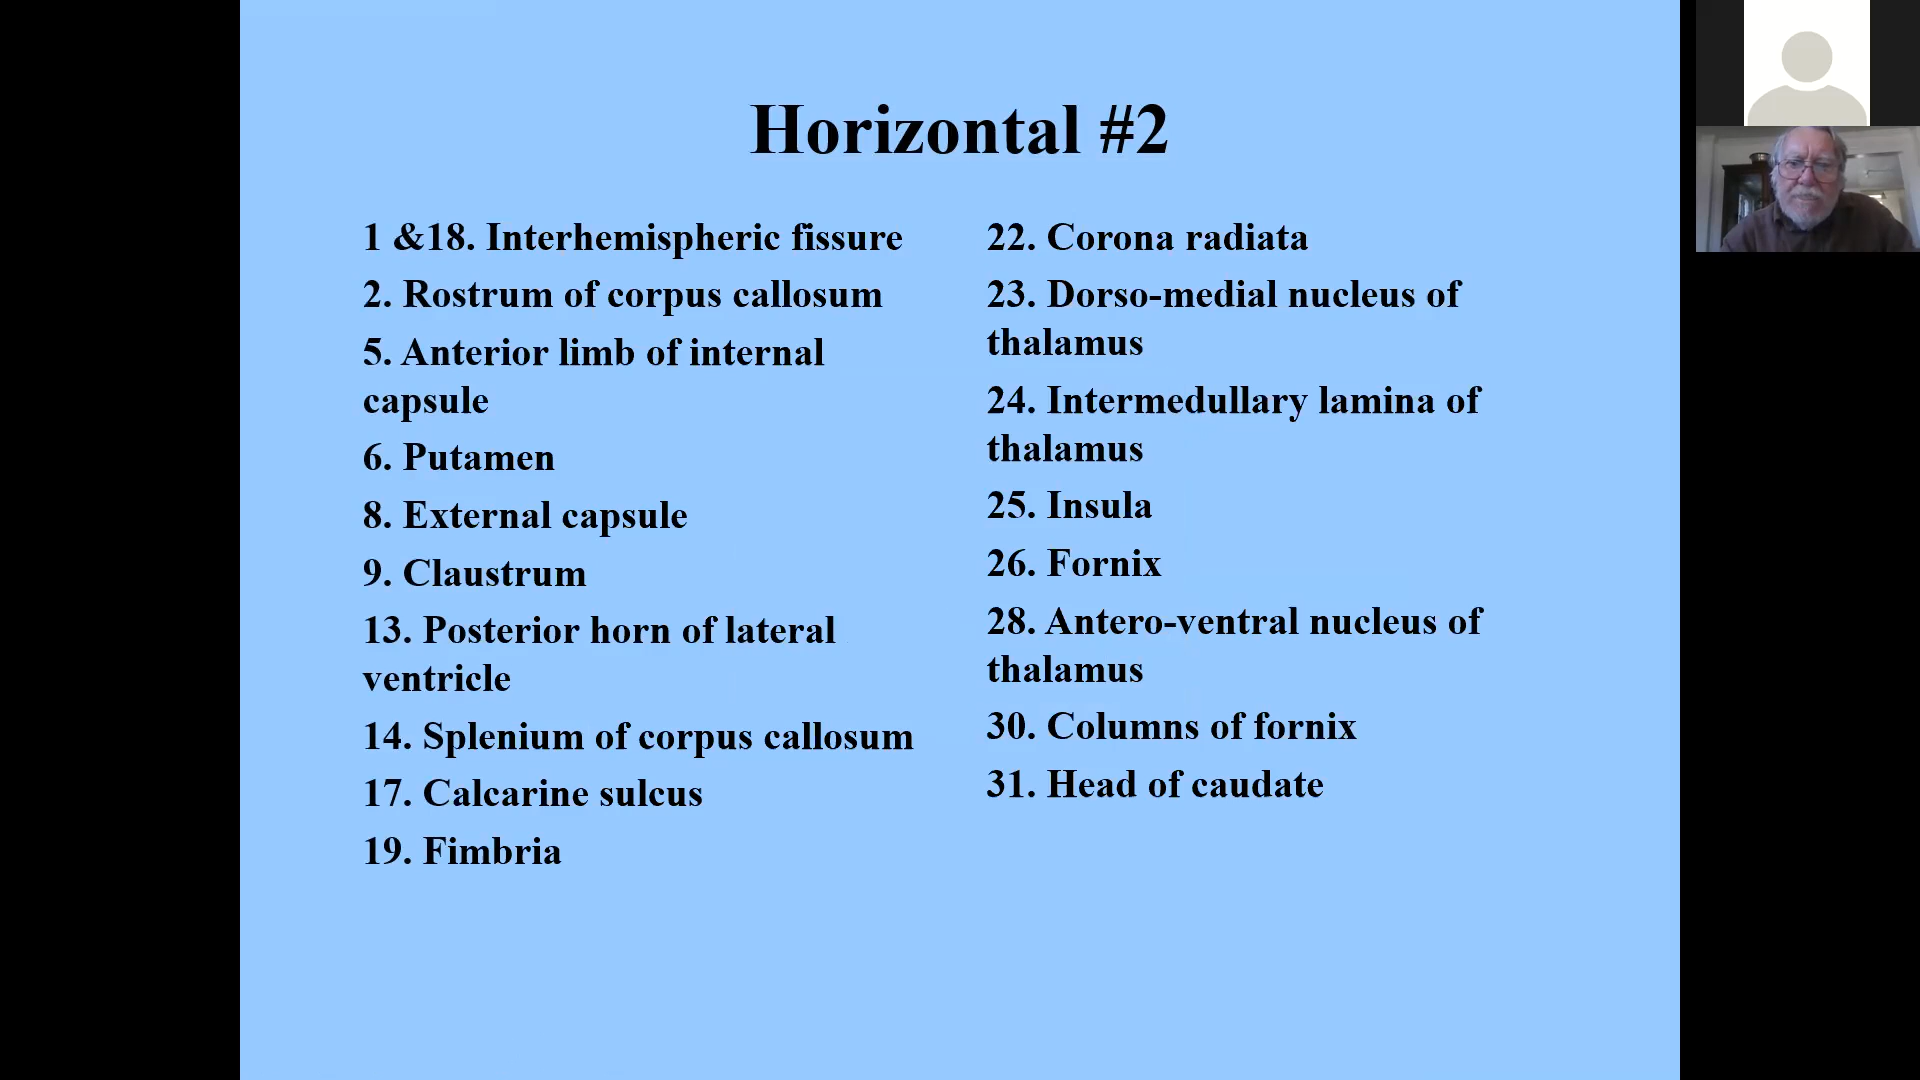 Horizontal #2
1 &18. Interhemispheric fissure
2. Rostrum of corpus callosum
5. Anterior limb of internal
capsule
6. Putamen
8. External capsule
9. Claustrum
13. Posterior horn of lateral
ventricle
14. Splenium of corpus callosum
17. Calcarine sulcus
19. Fimbria
22. Corona radiata
23. Dorso-medial nucleus of
thalamus
24. Intermedullary lamina of
thalamus
25. Insula
26. Fornix
28. Antero-ventral nucleus of
thalamus
30. Columns of fornix
31. Head of caudate